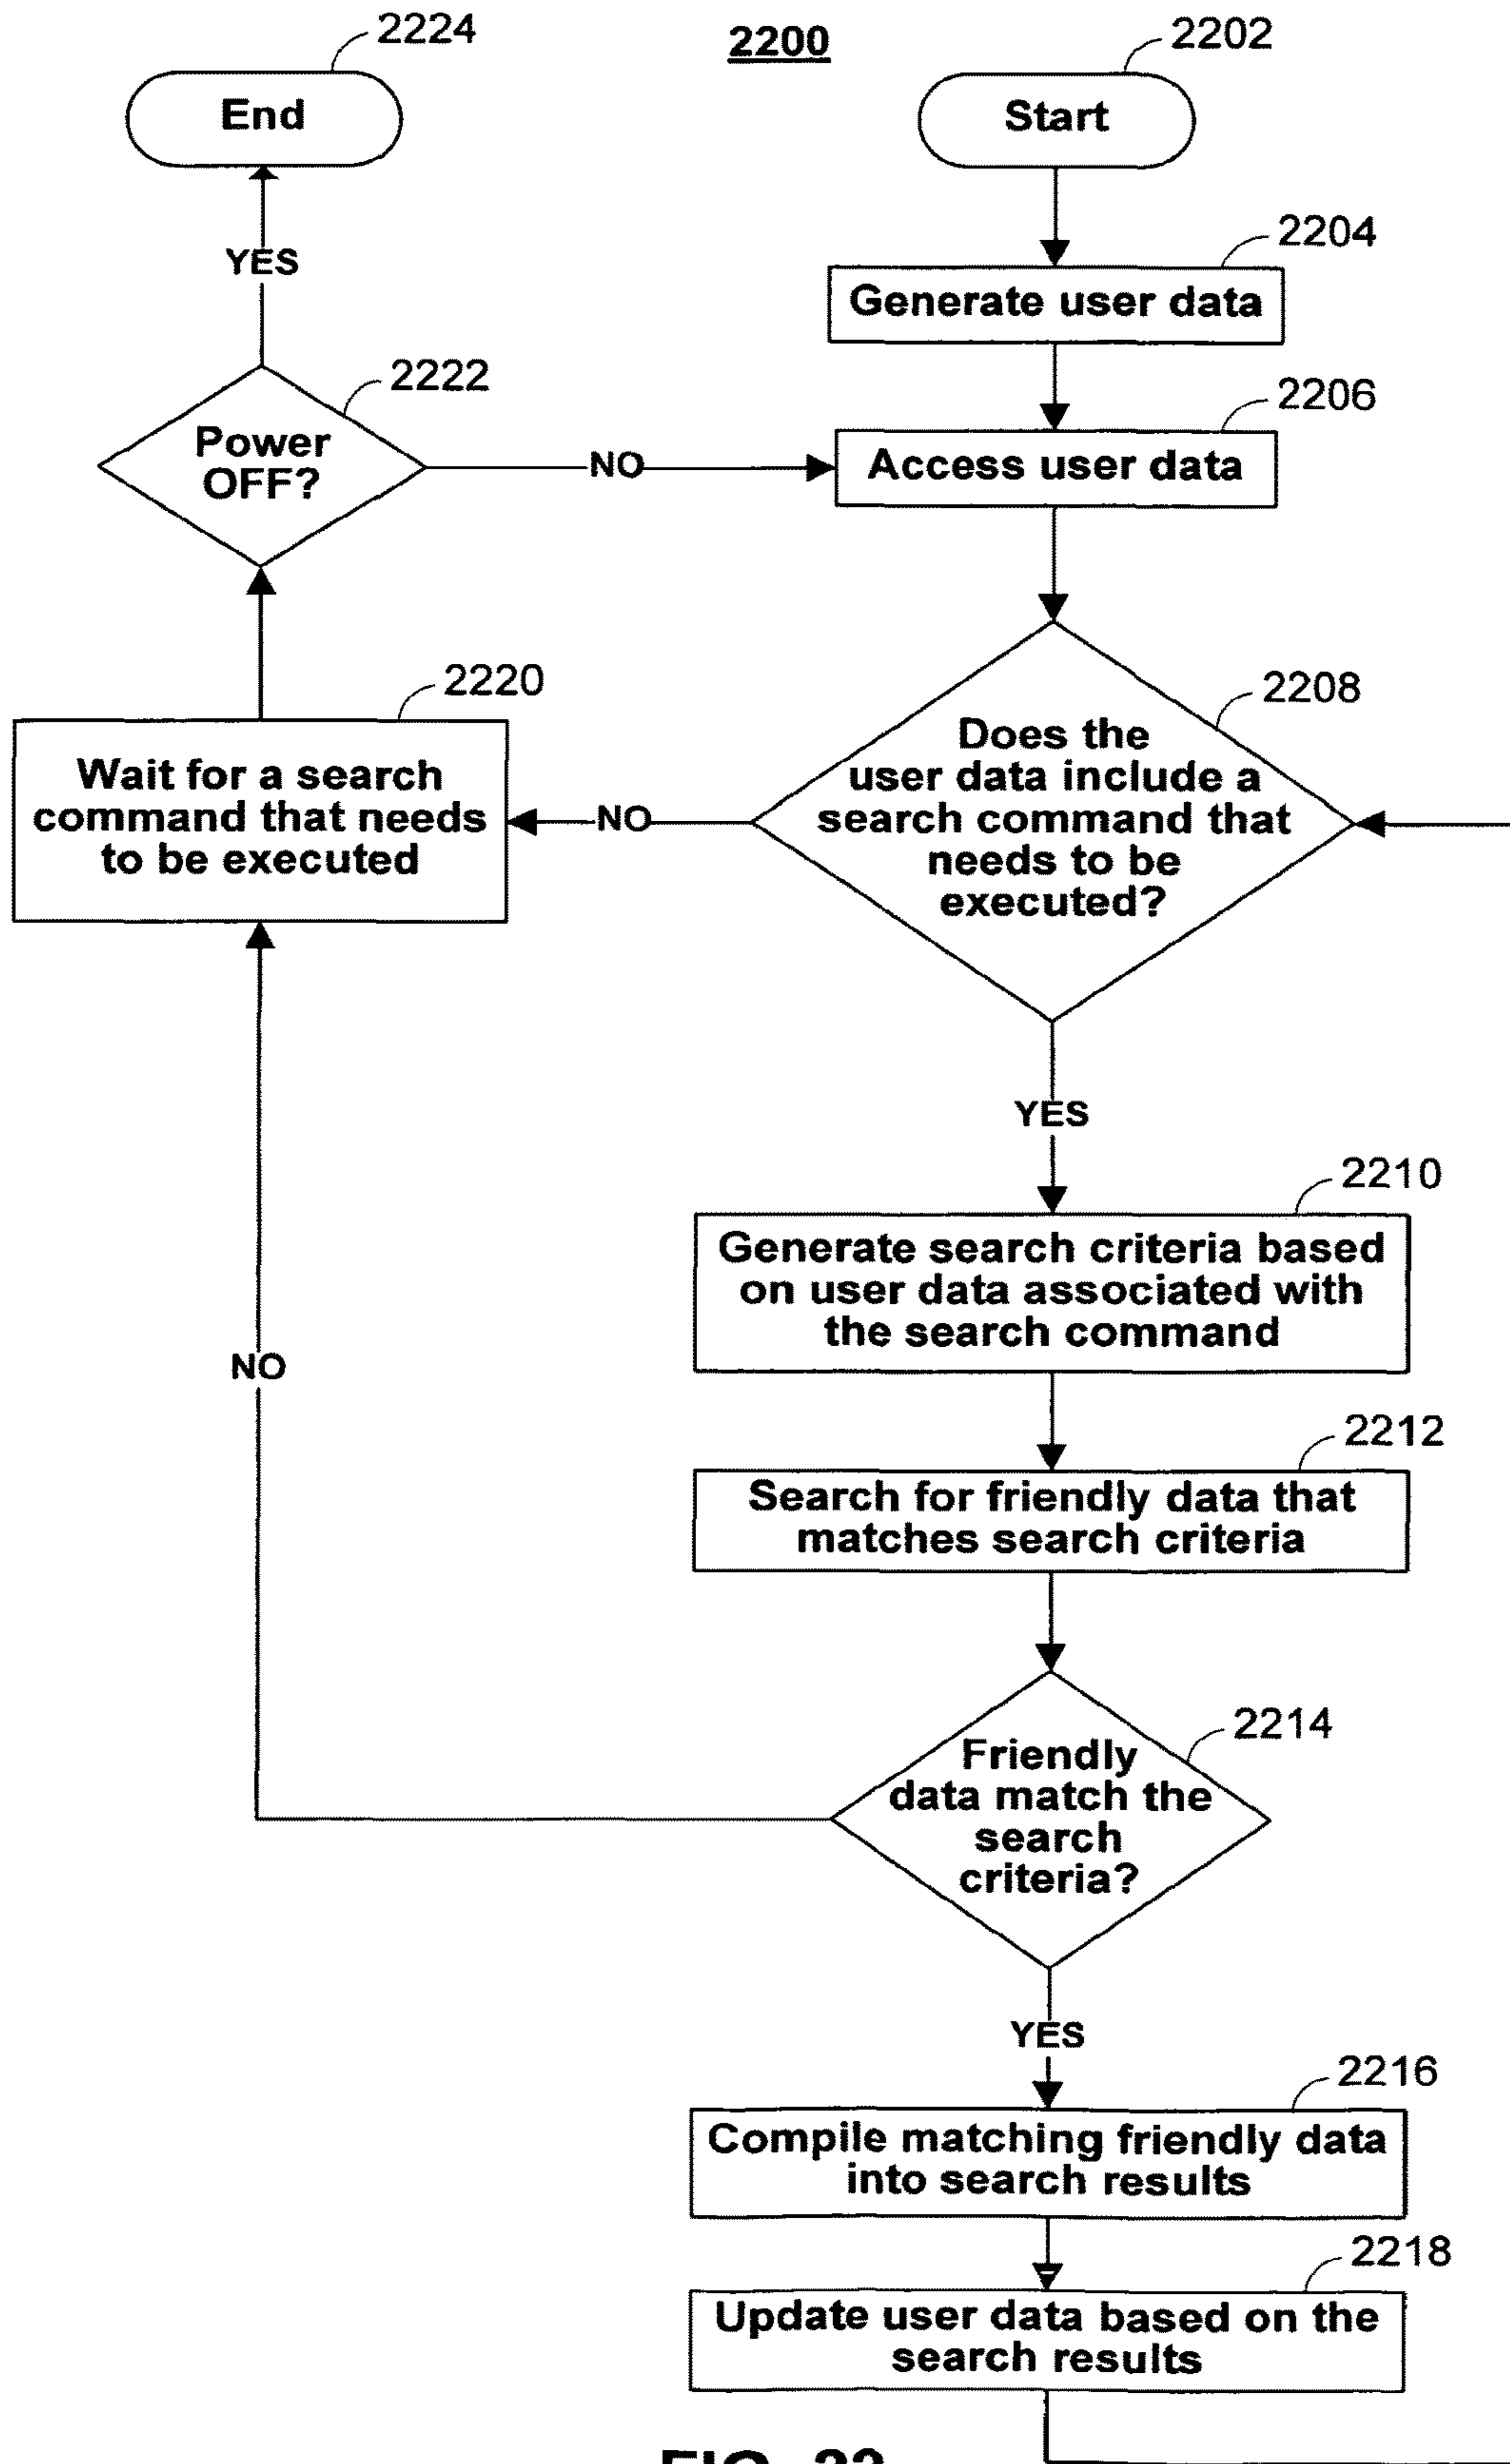 2200
2224
End
2202
Start
YES
2204
Generate user data
2222
Power
OFF?
NO
2206
Access user data
2220
Wait for a search
command that needs
to be executed
NO
2208
Does the
user data include a
search command that
needs to be
executed?
YES
2210
Generate search criteria based
on user data associated with
the search command
NO
2212
Search for friendly data that
matches search criteria
2214
Friendly
data match the
search
criteria?
YES
2216
Compile matching friendly data
into search results
2218
Update user data based on the
search results